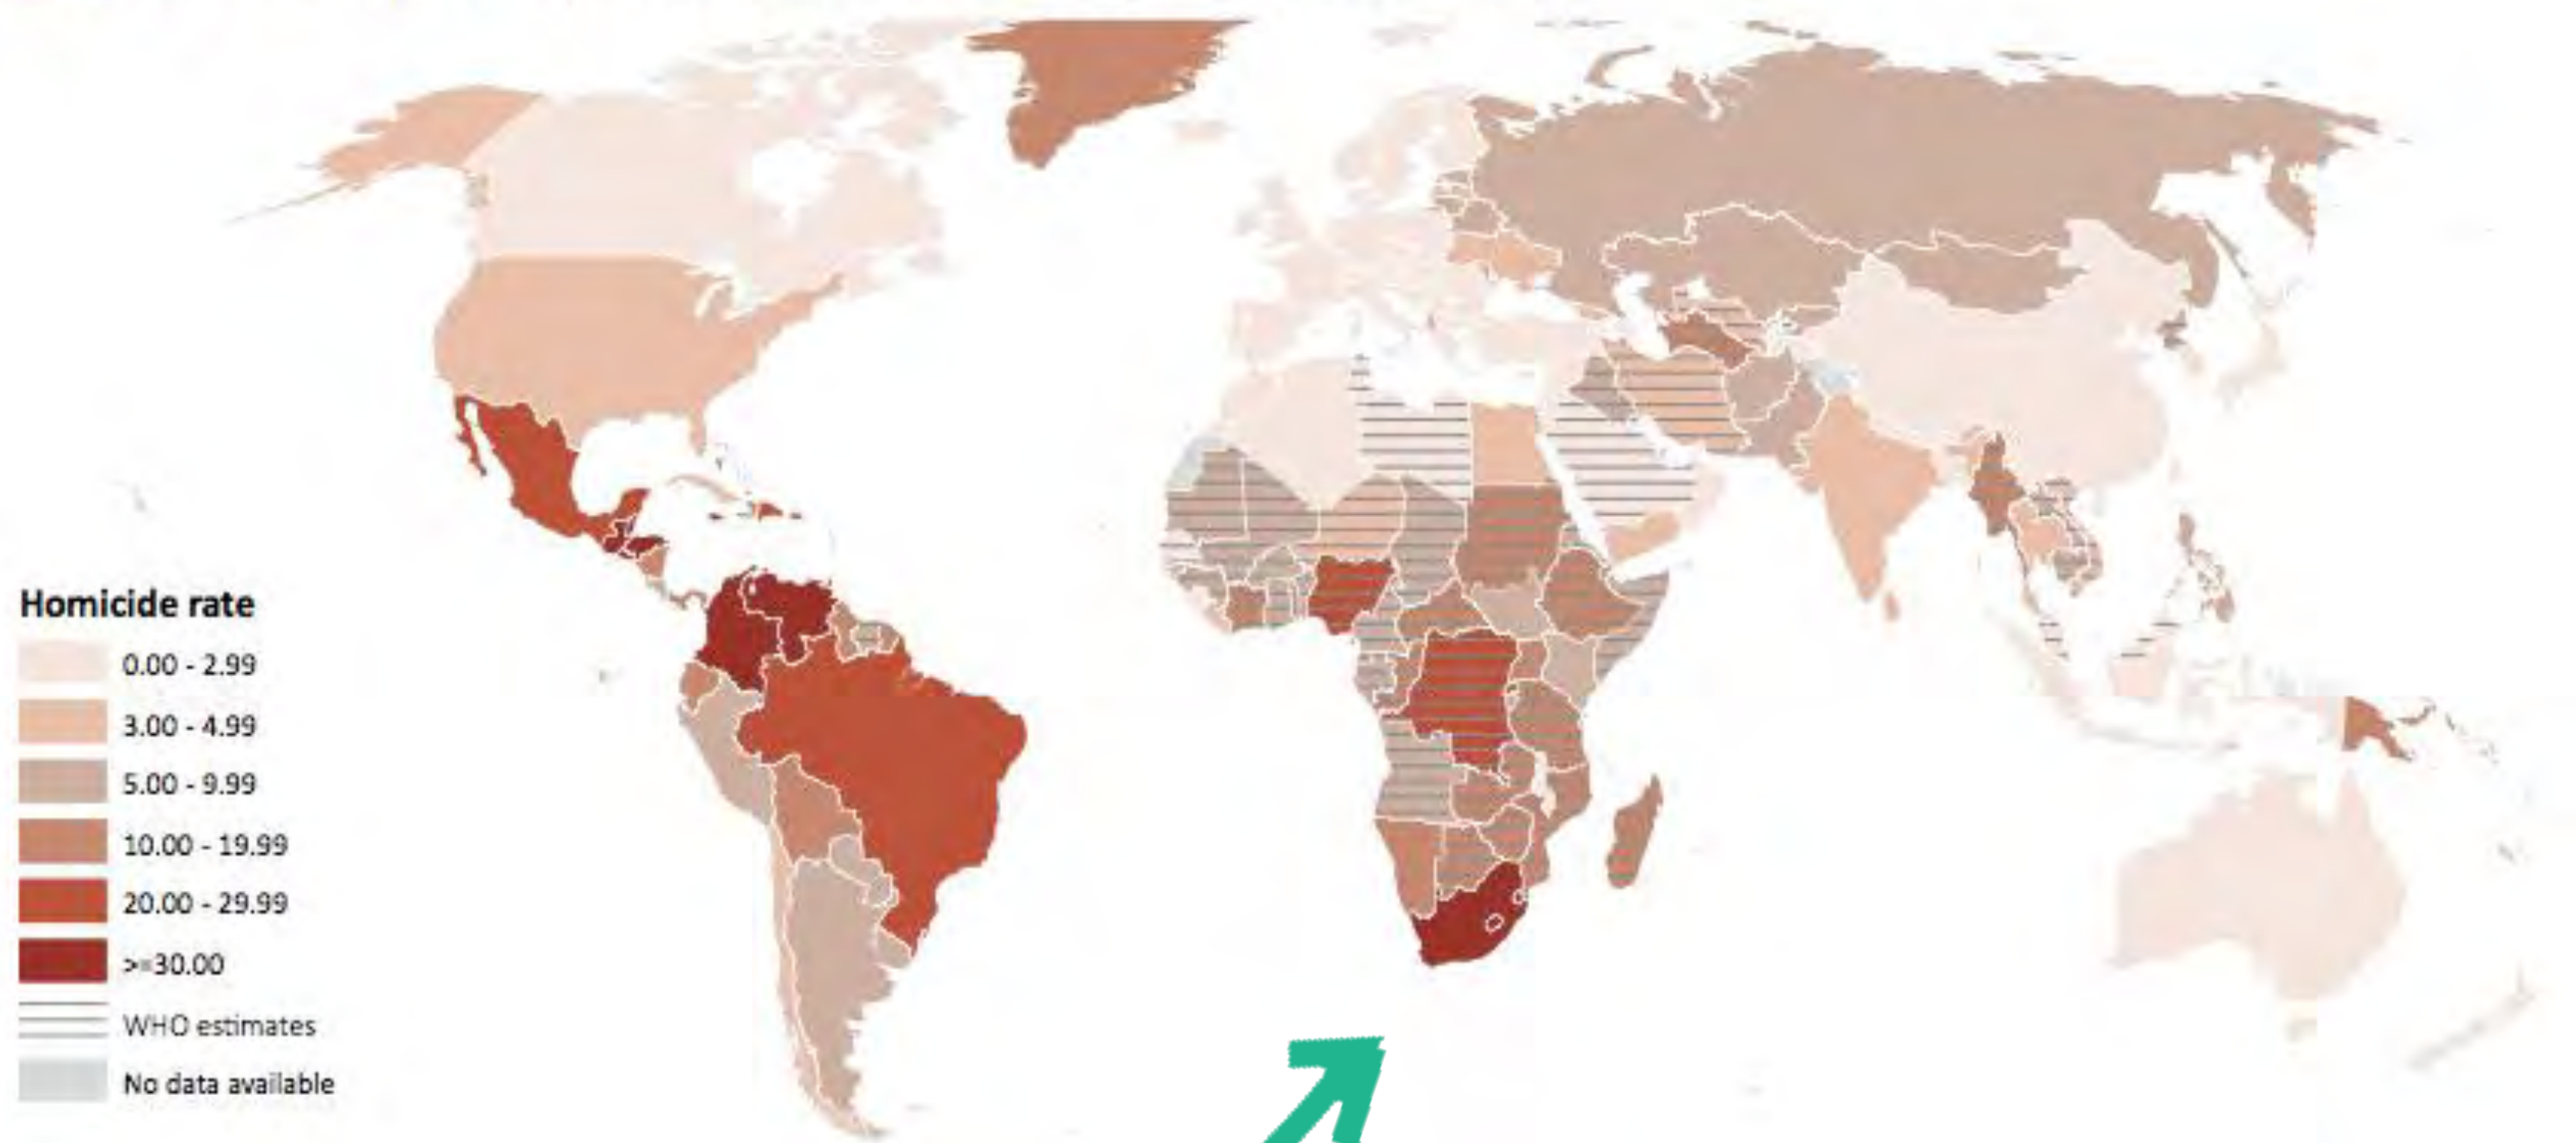 Homicide rate
0.00 - 2.99
3.00 - 4.99
5.00 - 9.99
10.00 - 19.99
20.00 - 29.99
>=30.00
WHO estimates
No data available